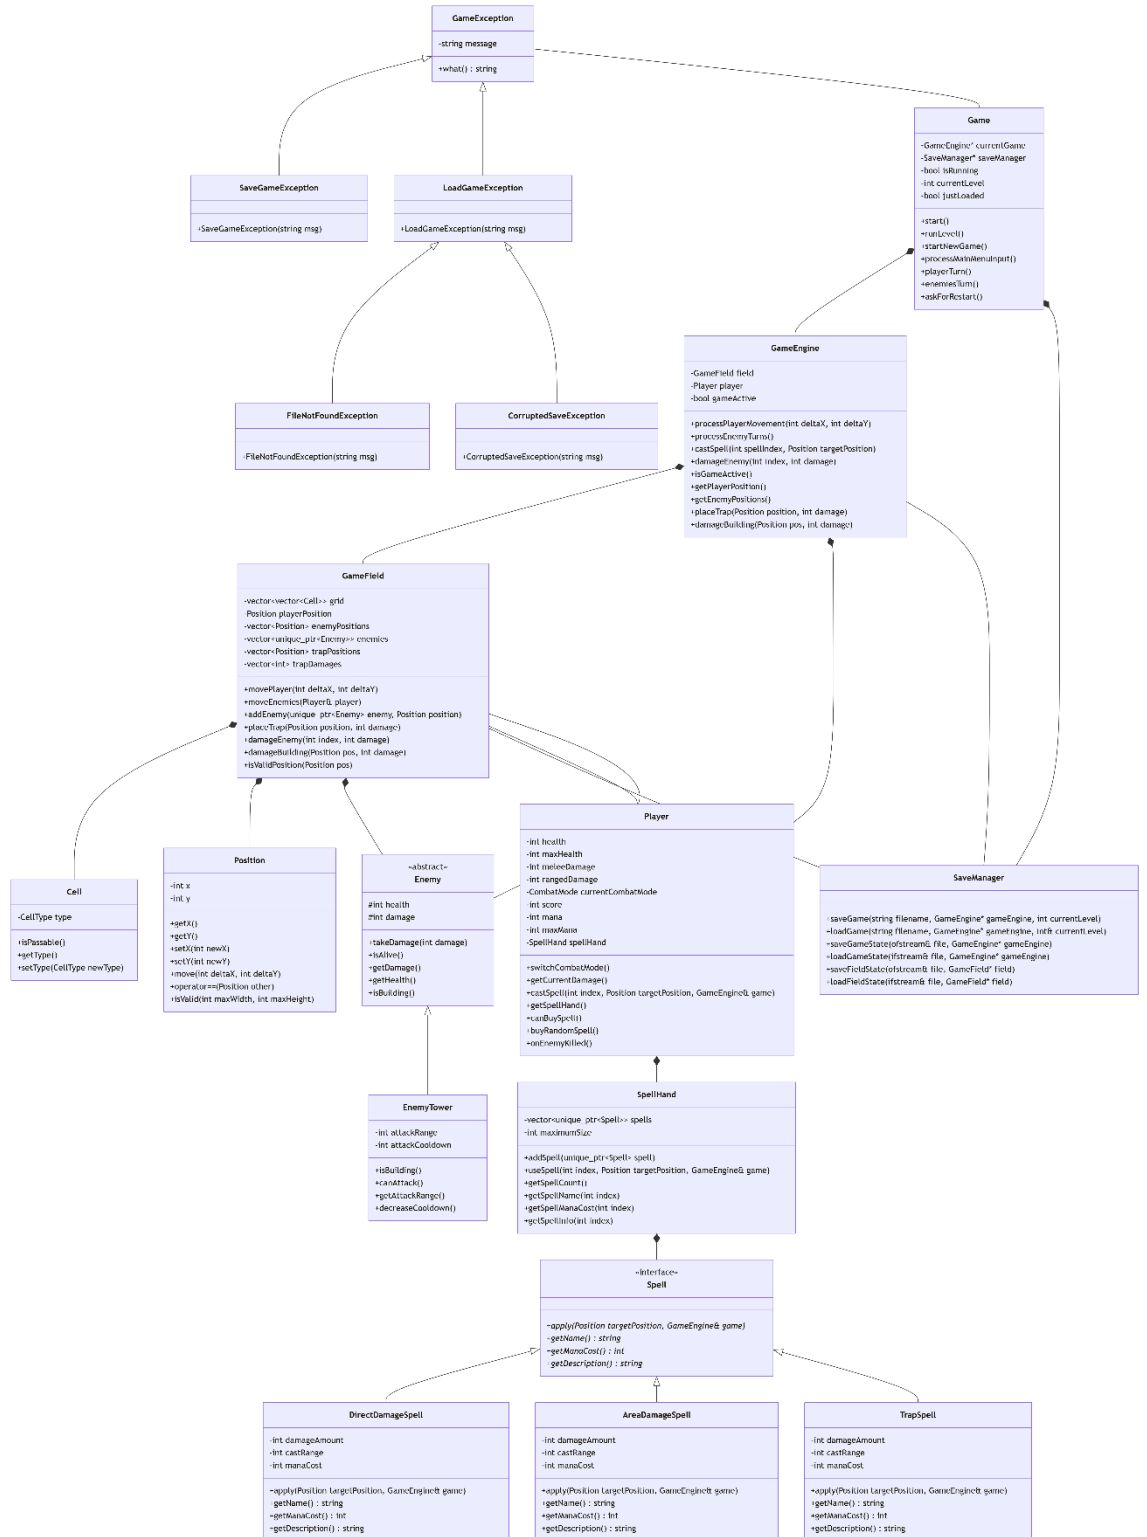 GameException
-string message
+what() : string
Game
-GameEngine* currentGame
-SaveManager* saveManager
-bool isRunning
-int currentLevel
-bool justLoaded
+start()
+runLevel()
+startNewGame()
+processMainMenuInput()
+playerTurn()
+enemiesTurn()
+askForRestart()
SaveGameException
+SaveGameException(string msg)
LoadGameException
+LoadGameException(string msg)
FileNotFoundException
+FileNotFoundException(string msg)
CorruptedSaveException
+CorruptedSaveException(string msg)
GameEngine
-GameField field
-Player player
-bool gameActive
+processPlayerMovement(int deltaX, int deltaY)
+processEnemyTurns()
+castSpell(int spellIndex, Position targetPosition)
+damageEnemy(int index, int damage)
+isGameActive()
+getPlayerPosition()
+getEnemyPositions()
+placeTrap(Position position, int damage)
+damageBuilding(Position pos, int damage)
GameField
-vector<vector<Cell>> grid
-Position playerPosition
-vector<Position> enemyPositions
-vector<unique_ptr<Enemy>> enemies
-vector<Position> trapPositions
-vector<int> trapDamages
+movePlayer(int deltaX, int deltaY)
+moveEnemies(Player& player)
+addEnemy(unique_ptr<Enemy> enemy, Position position)
+placeTrap(Position position, int damage)
+damageEnemy(int index, int damage)
+damageBuilding(Position pos, int damage)
+isValidPosition(Position pos)
Cell
-CellType type
+isPassable()
+getType()
+setType(CellType newType)
Position
-int x
-int y
+getX()
+getY()
+setX(int newX)
+setY(int newY)
+move(int deltaX, int deltaY)
+operator==(Position other)
+isValid(int maxWidth, int maxHeight)
«abstract»
Enemy
#int health
#int damage
+takeDamage(int damage)
+isAlive()
+getDamage()
+getHealth()
+isBuilding()
Player
-int health
-int maxHealth
-int meleeDamage
-int rangedDamage
-CombatMode currentCombatMode
-int score
-int mana
-int maxMana
-SpellHand spellHand
+switchCombatMode()
+getCurrentDamage()
+castSpell(int index, Position targetPosition, GameEngine& game)
+getSpellHand()
+canBuySpell()
+buyRandomSpell()
+onEnemyKilled()
SaveManager
+saveGame(string filename, GameEngine* gameEngine, int currentLevel)
+loadGame(string filename, GameEngine* gameEngine, int& currentLevel)
+saveGameState(ofstream& file, GameEngine* gameEngine)
+loadGameState(ifstream& file, GameEngine* gameEngine)
+saveFieldState(ofstream& file, GameField* field)
+loadFieldState(ifstream& file, GameField* field)
EnemyTower
-int attackRange
-int attackCooldown
+isBuilding()
+canAttack()
+getAttackRange()
+decreaseCooldown()
SpellHand
-vector<unique_ptr<Spell>> spells
-int maximumSize
+addSpell(unique_ptr<Spell> spell)
+useSpell(int index, Position targetPosition, GameEngine& game)
+getSpellCount()
+getSpellName(int index)
+getSpellManaCost(int index)
+getSpellInfo(int index)
«interface»
Spell
+apply(Position targetPosition, GameEngine& game)
+getName() : string
+getManaCost() : int
+getDescription() : string
DirectDamageSpell
-int damageAmount
-int castRange
-int manaCost
+apply(Position targetPosition, GameEngine& game)
+getName() : string
+getManaCost() : int
+getDescription() : string
AreaDamageSpell
-int damageAmount
-int castRange
-int manaCost
+apply(Position targetPosition, GameEngine& game)
+getName() : string
+getManaCost() : int
+getDescription() : string
TrapSpell
-int damageAmount
-int castRange
-int manaCost
+apply(Position targetPosition, GameEngine& game)
+getName() : string
+getManaCost() : int
+getDescription() : string